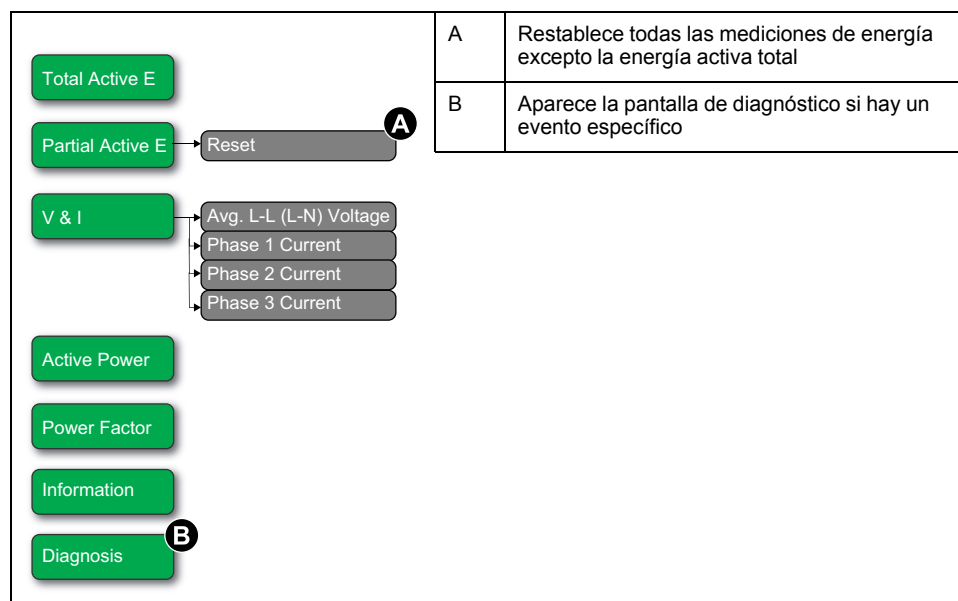 Total Active E
Partial Active E
Reset
A
V & I
Avg. L-L (L-N) Voltage
Phase 1 Current
Phase 2 Current
Phase 3 Current
Active Power
Power Factor
Information
Diagnosis
B
A
Restablece todas las mediciones de energía
excepto la energía activa total
B
Aparece la pantalla de diagnóstico si hay un
evento específico